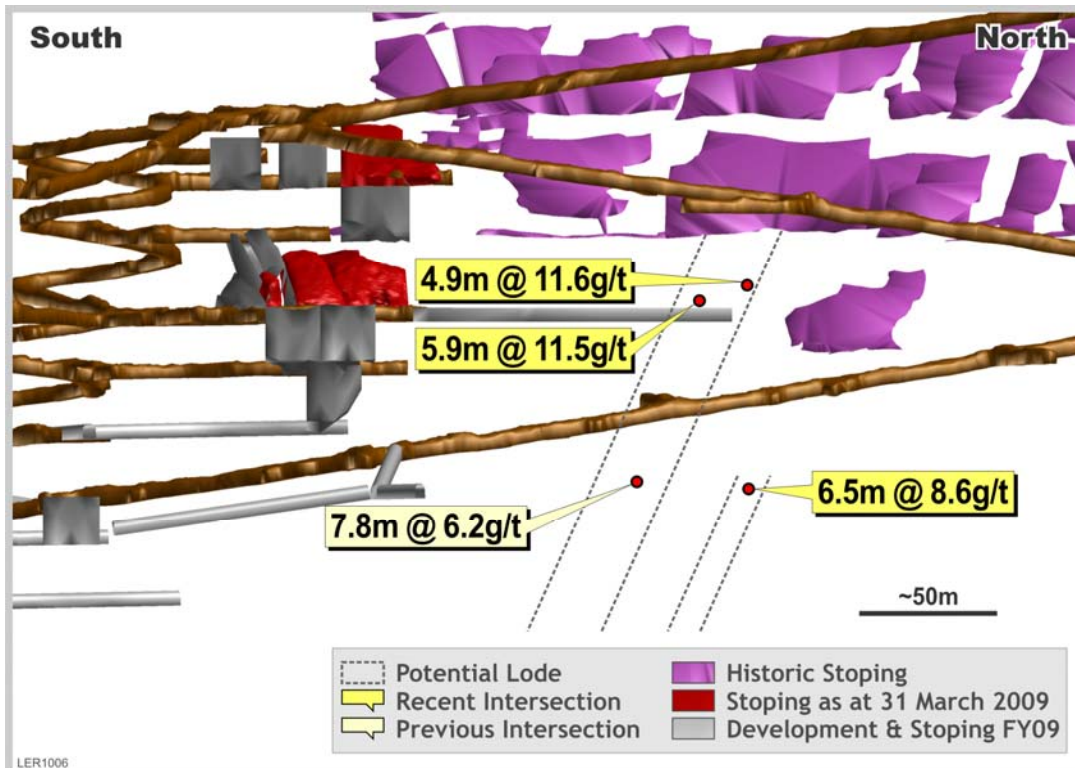 South
North
4.9m @ 11.6g/t
5.9m @ 11.5g/t
7.8m @ 6.2g/t
6.5m @ 8.6g/t
~50m
Potential Lode
Recent Intersection
Previous Intersection
Historic Stoping
Stoping as at 31 March 2009
Development & Stoping FY09
LER1006